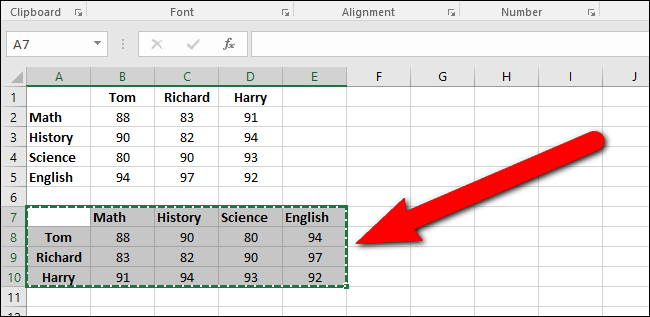 Clipboard Font Alignment Number
A7 fx
A B C D E F G H I J
1 Tom Richard Harry
2 Math 88 83 91
3 History 90 82 94
4 Science 80 90 93
5 English 94 97 92
6
7 Math History Science English
8 Tom 88 90 80 94
9 Richard 83 82 90 97
10 Harry 91 94 93 92
11